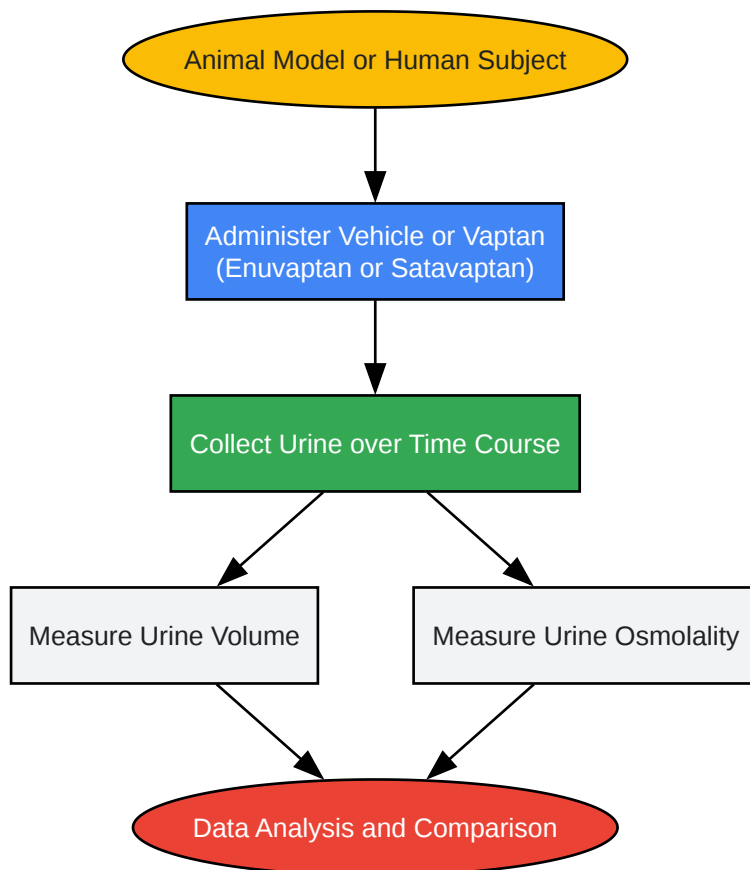 Animal Model or Human Subject
Administer Vehicle or Vaptan
(Enuvaptan or Satavaptan)
Collect Urine over Time Course
Measure Urine Volume
Measure Urine Osmolality
Data Analysis and Comparison